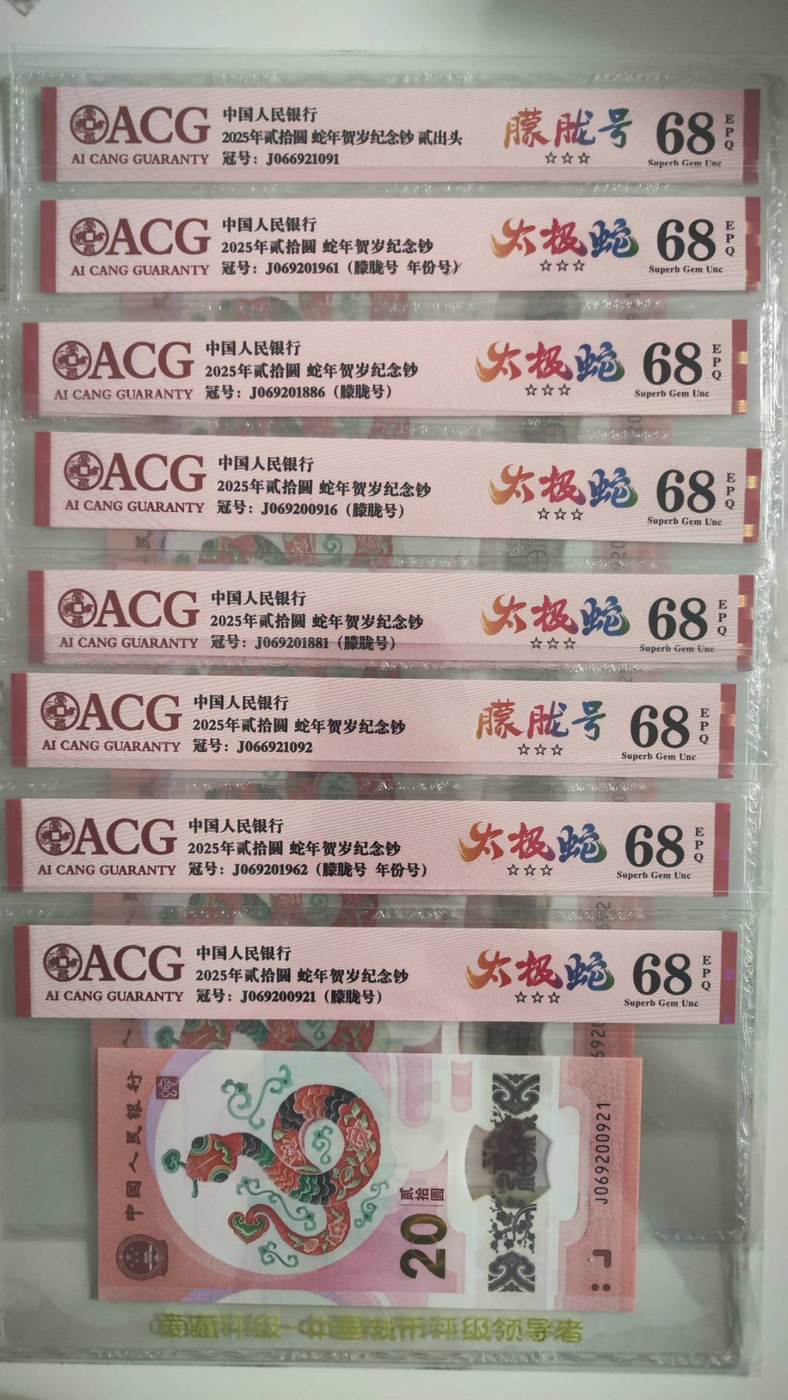 ACG
AI CANG GUARANTY
中国人民银行
2025年贰拾圆 蛇年贺岁纪念钞 贰出头
冠号：J066921091
朦胧号
☆☆☆
68
EPQ
Superb Gem Unc
ACG
AI CANG GUARANTY
中国人民银行
2025年贰拾圆 蛇年贺岁纪念钞
冠号：J069201961（朦胧号 年份号）
太极蛇
☆☆☆
68
EPQ
Superb Gem Unc
ACG
AI CANG GUARANTY
中国人民银行
2025年贰拾圆 蛇年贺岁纪念钞
冠号：J069201886（朦胧号）
太极蛇
☆☆☆
68
EPQ
Superb Gem Unc
ACG
AI CANG GUARANTY
中国人民银行
2025年贰拾圆 蛇年贺岁纪念钞
冠号：J069200916（朦胧号）
太极蛇
☆☆☆
68
EPQ
Superb Gem Unc
ACG
AI CANG GUARANTY
中国人民银行
2025年贰拾圆 蛇年贺岁纪念钞
冠号：J069201881（朦胧号）
太极蛇
☆☆☆
68
EPQ
Superb Gem Unc
ACG
AI CANG GUARANTY
中国人民银行
2025年贰拾圆 蛇年贺岁纪念钞
冠号：J066921092
朦胧号
☆☆☆
68
EPQ
Superb Gem Unc
ACG
AI CANG GUARANTY
中国人民银行
2025年贰拾圆 蛇年贺岁纪念钞
冠号：J069201962（朦胧号 年份号）
太极蛇
☆☆☆
68
EPQ
Superb Gem Unc
ACG
AI CANG GUARANTY
中国人民银行
2025年贰拾圆 蛇年贺岁纪念钞
冠号：J069200921（朦胧号）
太极蛇
☆☆☆
68
EPQ
Superb Gem Unc
中國人民銀行
貳拾圓
20
J069200921